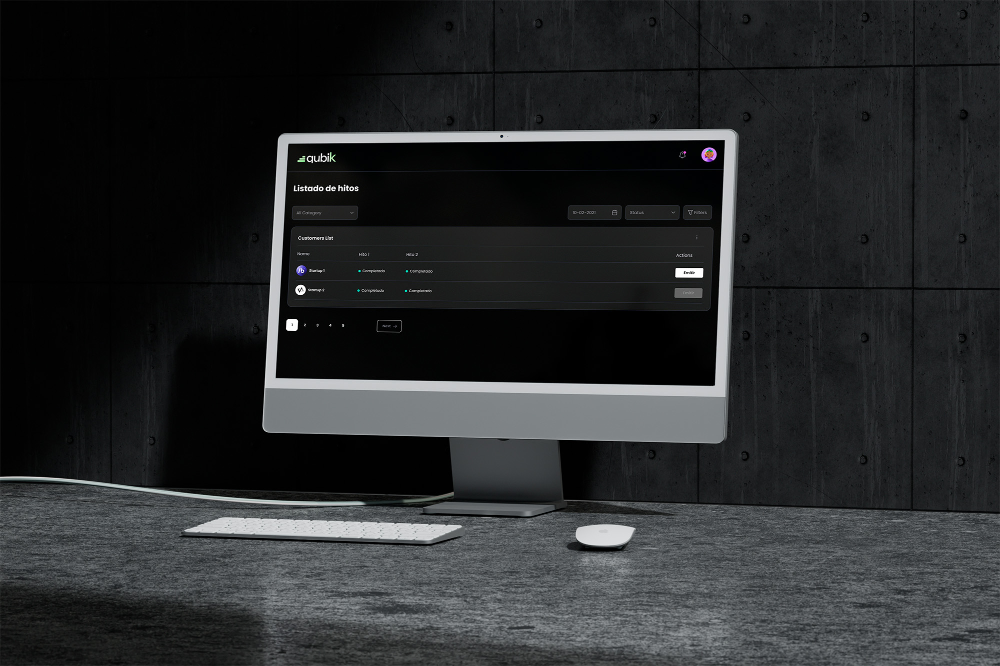 qubik
Listado de hitos
All Category
10-02-2021 Status Filters
Customers List
Name Hito 1 Hito 2 Actions
Startup 1 Completado Completado Emitir
Startup 2 Completado Completado Emitir
1 2 3 4 5 Next